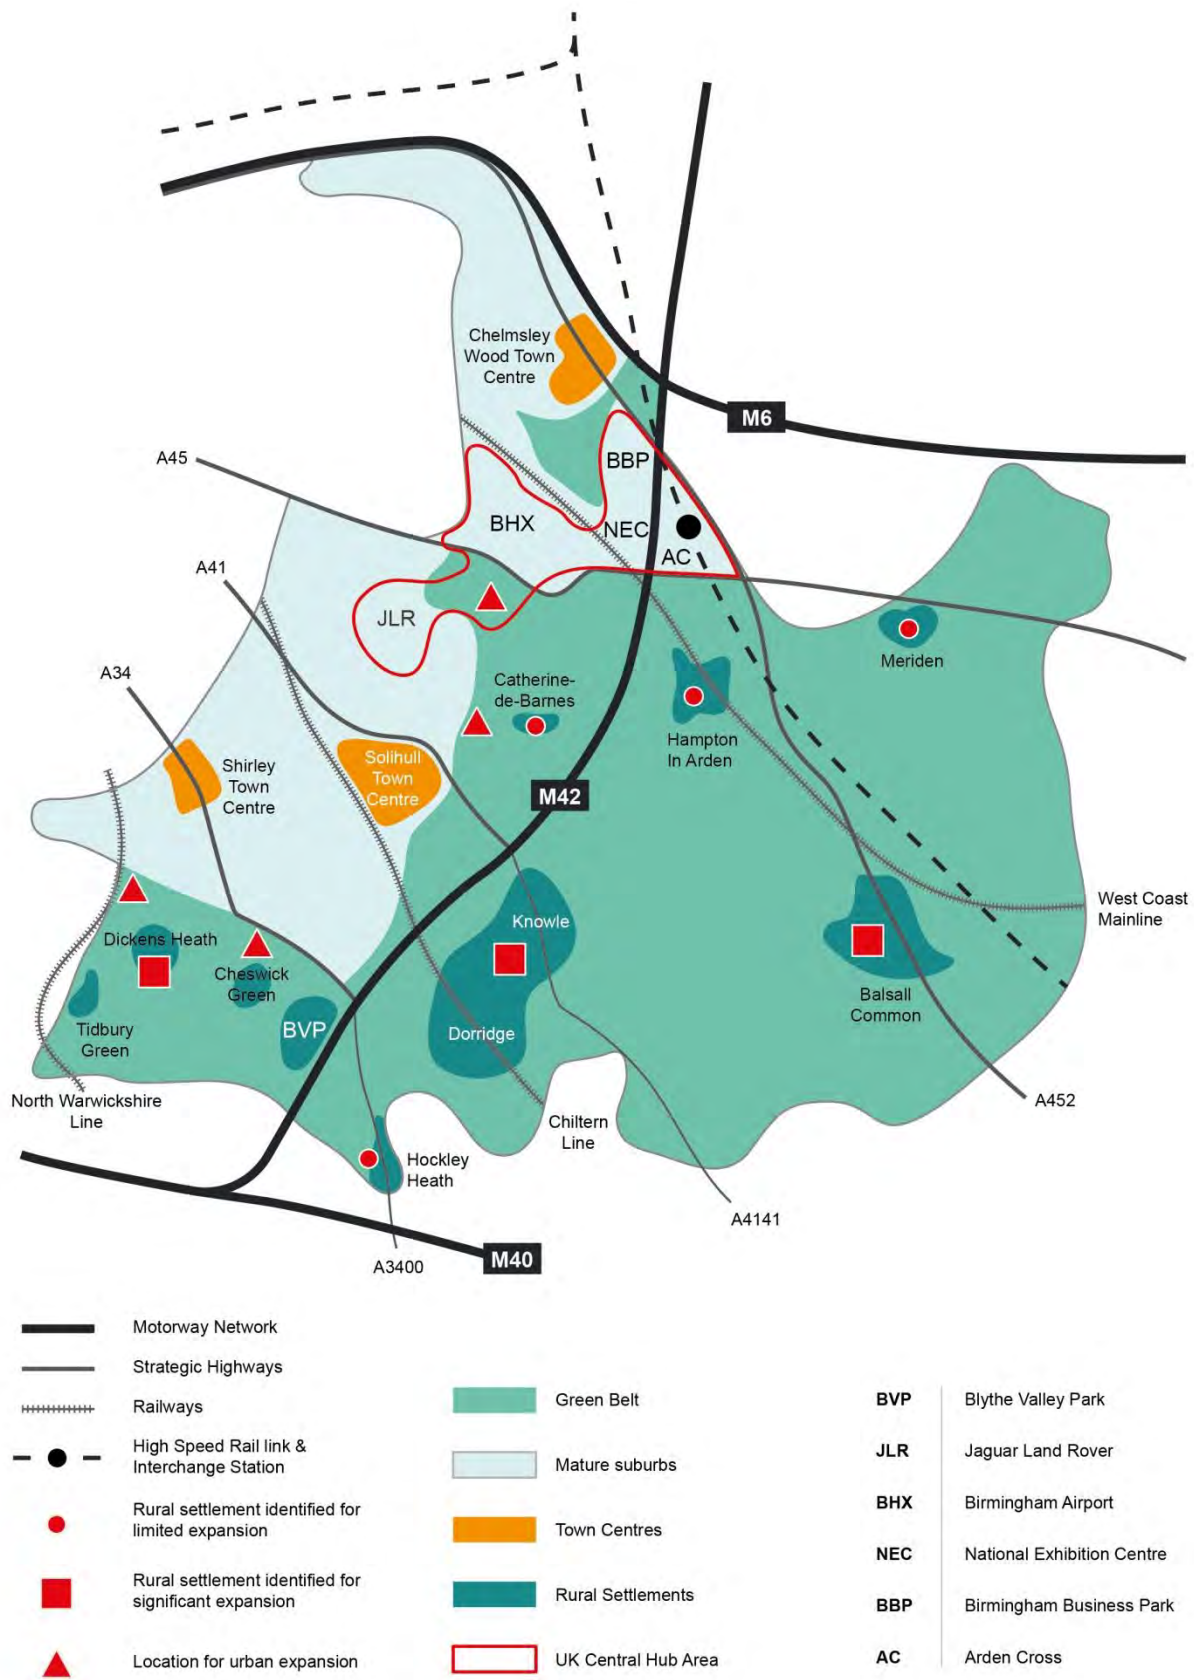 Chelmsley
Wood Town
Centre
M6
A45
BBP
BHX
NEC
AC
A41
JLR
Meriden
A34
Catherine-
de-Barnes
Hampton
In Arden
Shirley
Town
Centre
Solihull
Town
Centre
M42
West Coast
Mainline
Knowle
Dickens Heath
Cheswick
Green
Balsall
Common
Tidbury
Green
BVP
Dorridge
North Warwickshire
Line
A452
Chiltern
Line
Hockley
Heath
A4141
A3400
M40
Motorway Network
Strategic Highways
Railways
High Speed Rail link &
Interchange Station
Rural settlement identified for
limited expansion
Rural settlement identified for
significant expansion
Location for urban expansion
Green Belt
Mature suburbs
Town Centres
Rural Settlements
UK Central Hub Area
BVP Blythe Valley Park
JLR Jaguar Land Rover
BHX Birmingham Airport
NEC National Exhibition Centre
BBP Birmingham Business Park
AC Arden Cross